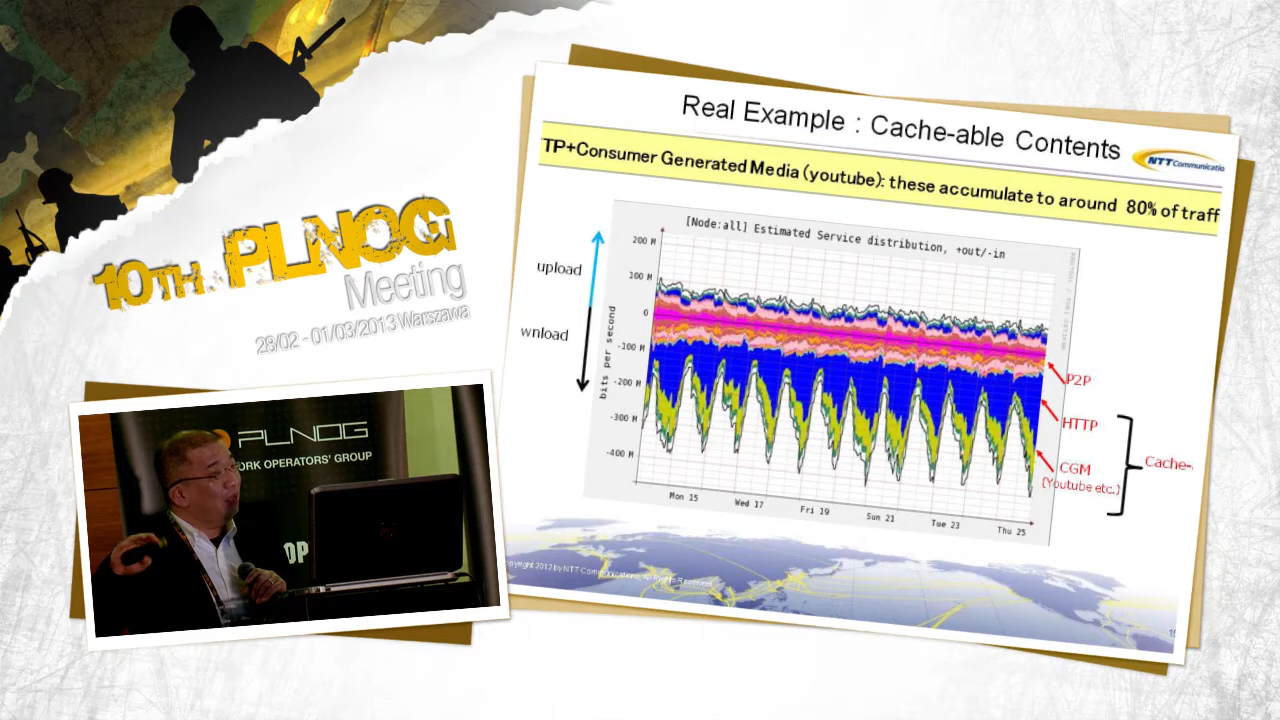 10TH PLNOG
Meeting
28/02 - 01/03/2013 Warszawa
PLNOG
ORK OPERATORS' GROUP
OP
Real Example : Cache-able Contents
NTT Communicatio
TP+Consumer Generated Media (youtube): these accumulate to around 80% of traff
[Node:all] Estimated Service distribution, +out/-in
upload
wnload
bits per second
200 M
100 M
0
-100 M
-200 M
-300 M
-400 M
Mon 15
Wed 17
Fri 19
Sun 21
Tue 23
Thu 25
P2P
HTTP
CGM
(Youtube etc.)
Cache-
opyright 2012 by NTT Communications, All Rights Reserved